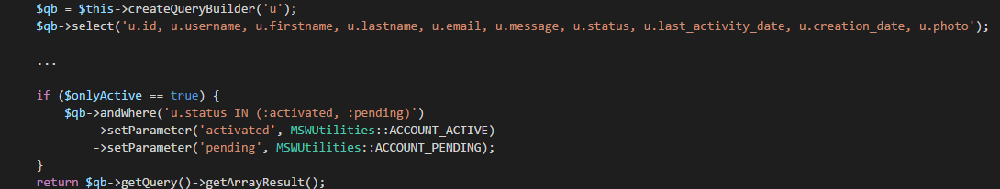 $qb = $this->createQueryBuilder('u');
$qb->select('u.id, u.username, u.firstname, u.lastname, u.email, u.message, u.status, u.last_activity_date, u.creation_date, u.photo');
...
if ($onlyActive == true) {
$qb->andWhere('u.status IN (:activated, :pending)')
->setParameter('activated', MSWUtilities::ACCOUNT_ACTIVE)
->setParameter('pending', MSWUtilities::ACCOUNT_PENDING);
}
return $qb->getQuery()->getArrayResult();